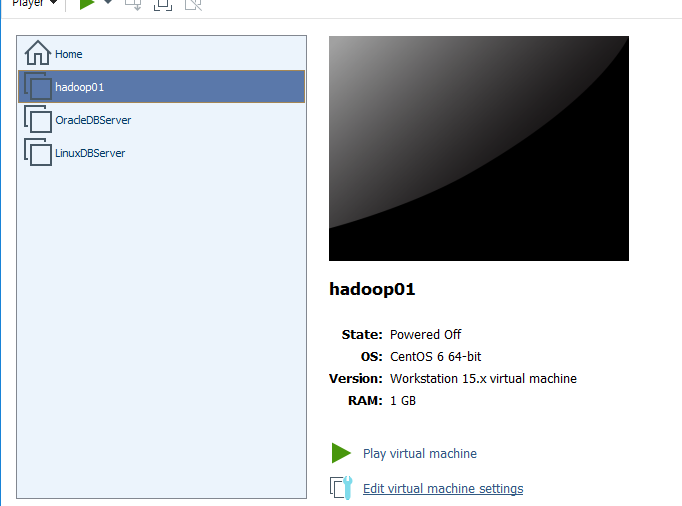 Player
Home
hadoop01
OracleDBServer
LinuxDBServer
hadoop01
State: Powered Off
OS: CentOS 6 64-bit
Version: Workstation 15.x virtual machine
RAM: 1 GB
Play virtual machine
Edit virtual machine settings